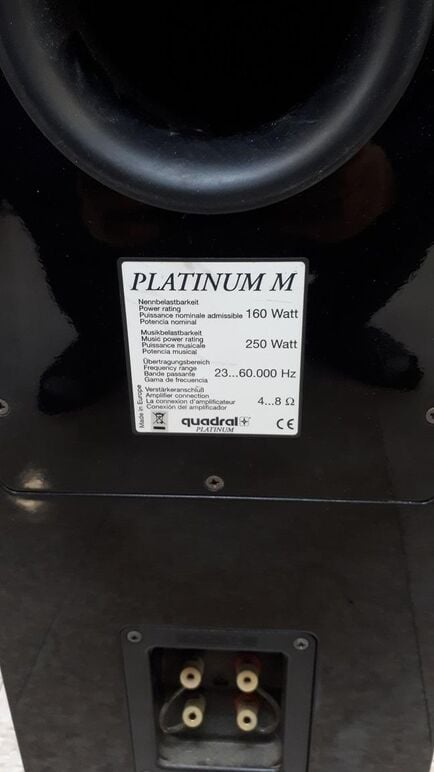 PLATINUM M
Nennbelastbarkeit
Power rating
Puissance nominale admissible 160 Watt
Potencia nominal
Musikbelastbarkeit
Music power rating 250 Watt
Puissance musicale
Potencia musical
Übertragungsbereich
Frequency range
Bande passante 23...60.000 Hz
Gama de frecuencia
Verstärkeranschluß
Amplifier connection
La connexion d'amplificateur 4...8 Ω
Conexión del amplificador
Made in Europe
quadral
PLATINUM
CE